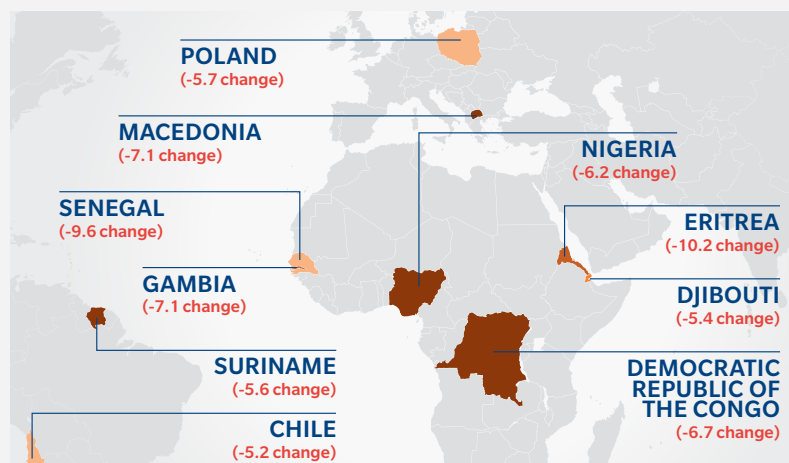 POLAND
(-5.7 change)
MACEDONIA
(-7.1 change)
NIGERIA
(-6.2 change)
SENEGAL
(-9.6 change)
ERITREA
(-10.2 change)
GAMBIA
(-7.1 change)
DJIBOUTI
(-5.4 change)
SURINAME
(-5.6 change)
DEMOCRATIC
REPUBLIC OF
THE CONGO
(-6.7 change)
CHILE
(-5.2 change)